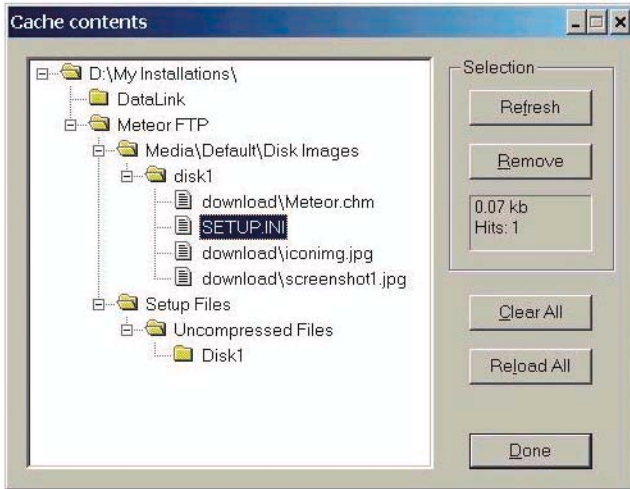 Cache contents
D:\My Installations\
DataLink
Meteor FTP
Media\Default\Disk Images
disk1
download\Meteor.chm
SETUP.INI
download\iconimg.jpg
download\screenshot1.jpg
Setup Files
Uncompressed Files
Disk1
Selection
Refresh
Remove
0.07 kb
Hits: 1
Clear All
Reload All
Done